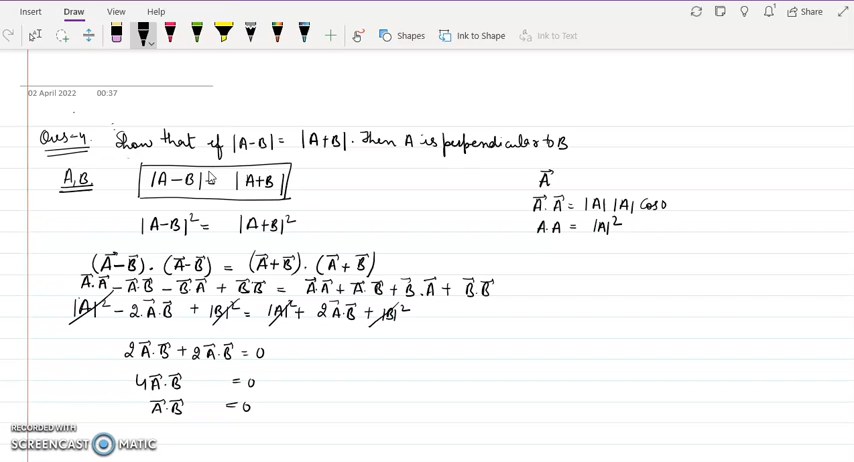 Insert Draw View Share
Shapes Ink to Shape Ink to Text
02 April 2022 00:37
Ques-4. Show that if |A-B| = |A+B|. Then A is perpendicular to B
A,B |A-B| = |A+B|
A⃗
|A-B|² = |A+B|²
A⃗.A⃗ = |A| |A| cos0
A.A = |A|²
(A⃗-B⃗).(A⃗-B⃗) = (A⃗+B⃗).(A⃗+B⃗)
A⃗.A⃗ - A⃗.B⃗ - B⃗.A⃗ + B⃗.B⃗ = A⃗.A⃗ + A⃗.B⃗ + B⃗.A⃗ + B⃗.B⃗
|A|² - 2A⃗.B⃗ + |B|² = |A|² + 2A⃗.B⃗ + |B|²
2A⃗.B⃗ + 2A⃗.B⃗ = 0
4A⃗.B⃗ = 0
A⃗.B⃗ = 0
RECORDED WITH
SCREENCAST MATIC